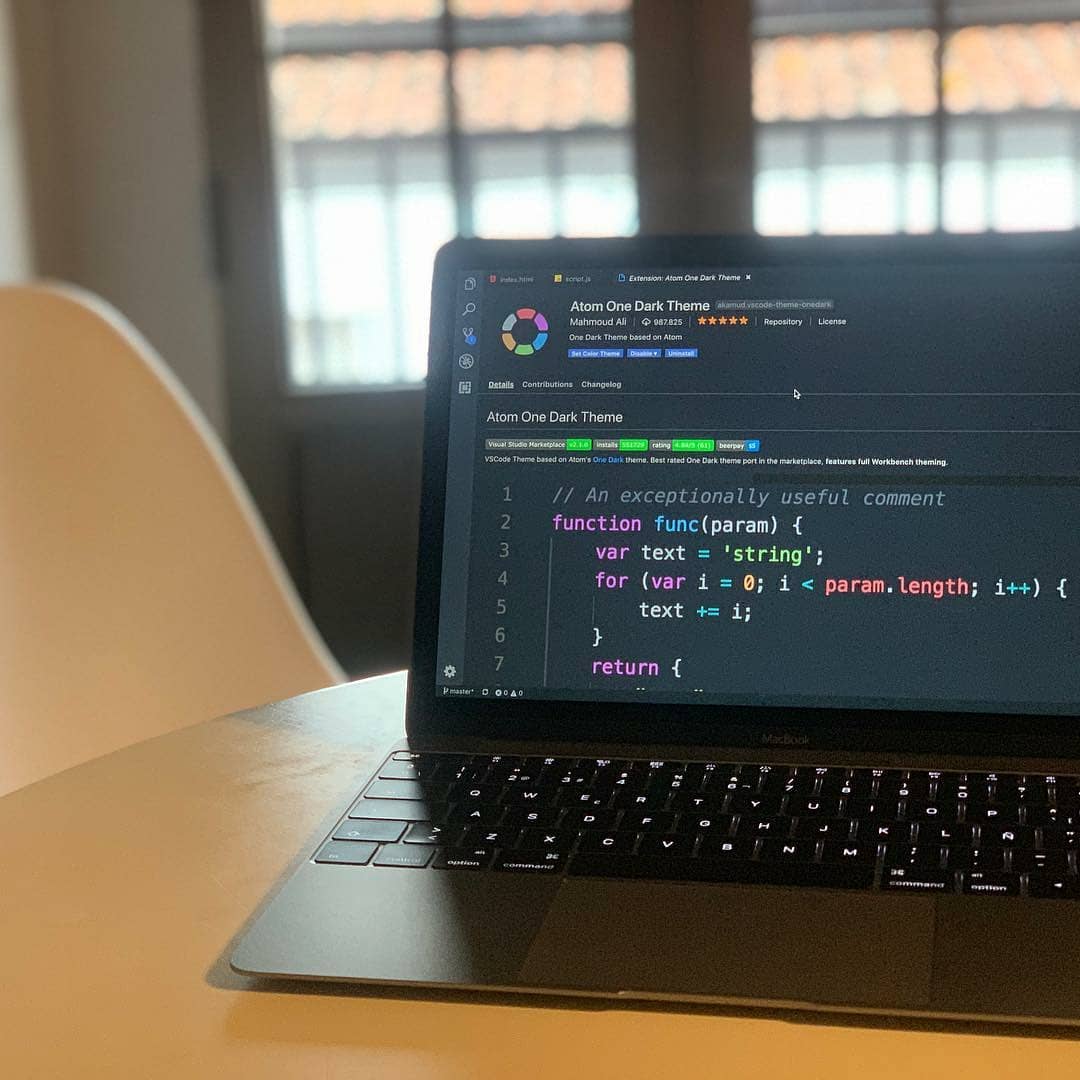 index.html script.js Extension: Atom One Dark Theme ×
Atom One Dark Theme akamud.vscode-theme-onedark
Mahmoud Ali 987.825 ★★★★★ Repository License
One Dark Theme based on Atom
Set Color Theme Disable ▾ Uninstall
Details Contributions Changelog
Atom One Dark Theme
Visual Studio Marketplace v2.1.0 installs 551729 rating 4.89/5 (61) beerpay $5
VSCode Theme based on Atom's One Dark theme. Best rated One Dark theme port in the marketplace, features full Workbench theming.
1 // An exceptionally useful comment
2 function func(param) {
3 var text = 'string';
4 for (var i = 0; i < param.length; i++) {
5 text += i;
6 }
7 return {
master* 0 0
MacBook
Q W E R T Y U I O P
A S D F G H J K L Ñ
Z X C V B N M
fn control option command command option